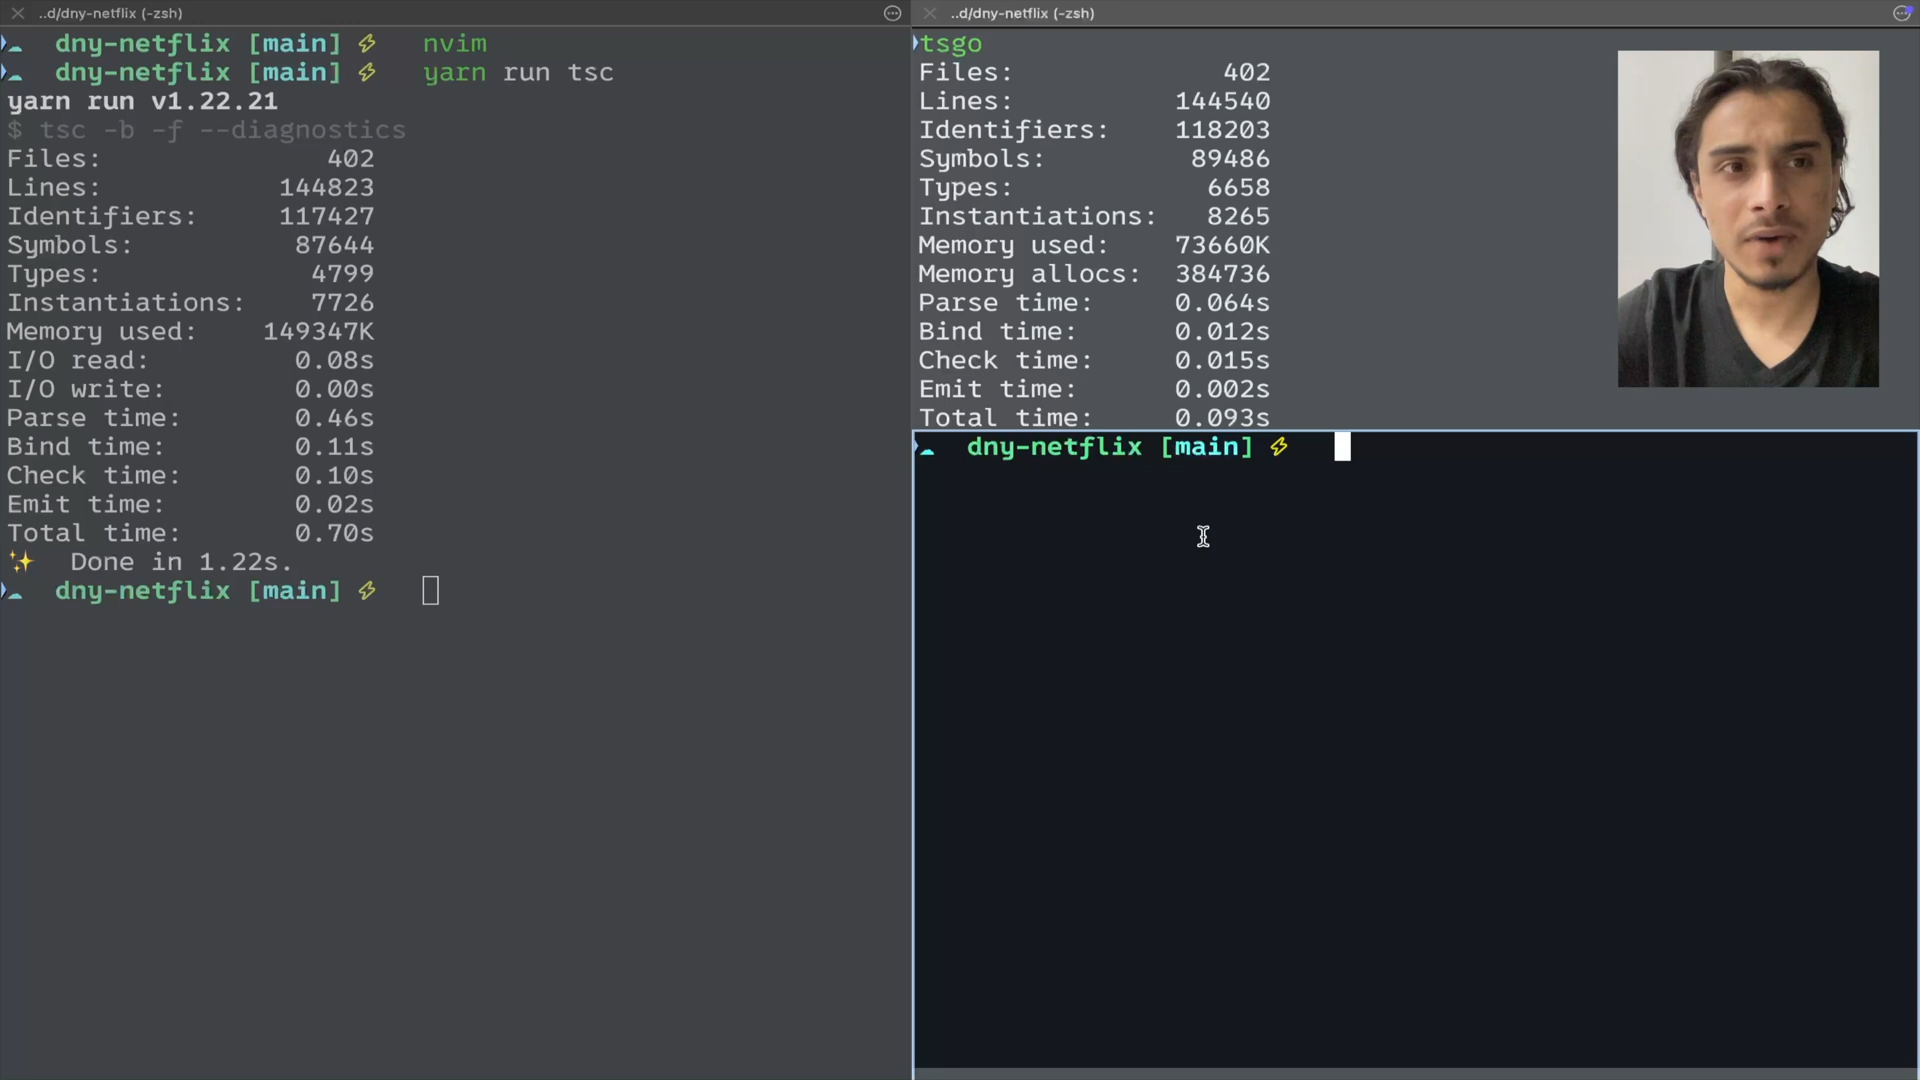 ..d/dny-netflix (-zsh)
dny-netflix [main] ⚡ nvim
dny-netflix [main] ⚡ yarn run tsc
yarn run v1.22.21
$ tsc -b -f --diagnostics
Files: 402
Lines: 144823
Identifiers: 117427
Symbols: 87644
Types: 4799
Instantiations: 7726
Memory used: 149347K
I/O read: 0.08s
I/O write: 0.00s
Parse time: 0.46s
Bind time: 0.11s
Check time: 0.10s
Emit time: 0.02s
Total time: 0.70s
✨ Done in 1.22s.
dny-netflix [main] ⚡
..d/dny-netflix (-zsh)
tsgo
Files: 402
Lines: 144540
Identifiers: 118203
Symbols: 89486
Types: 6658
Instantiations: 8265
Memory used: 73660K
Memory allocs: 384736
Parse time: 0.064s
Bind time: 0.012s
Check time: 0.015s
Emit time: 0.002s
Total time: 0.093s
dny-netflix [main] ⚡